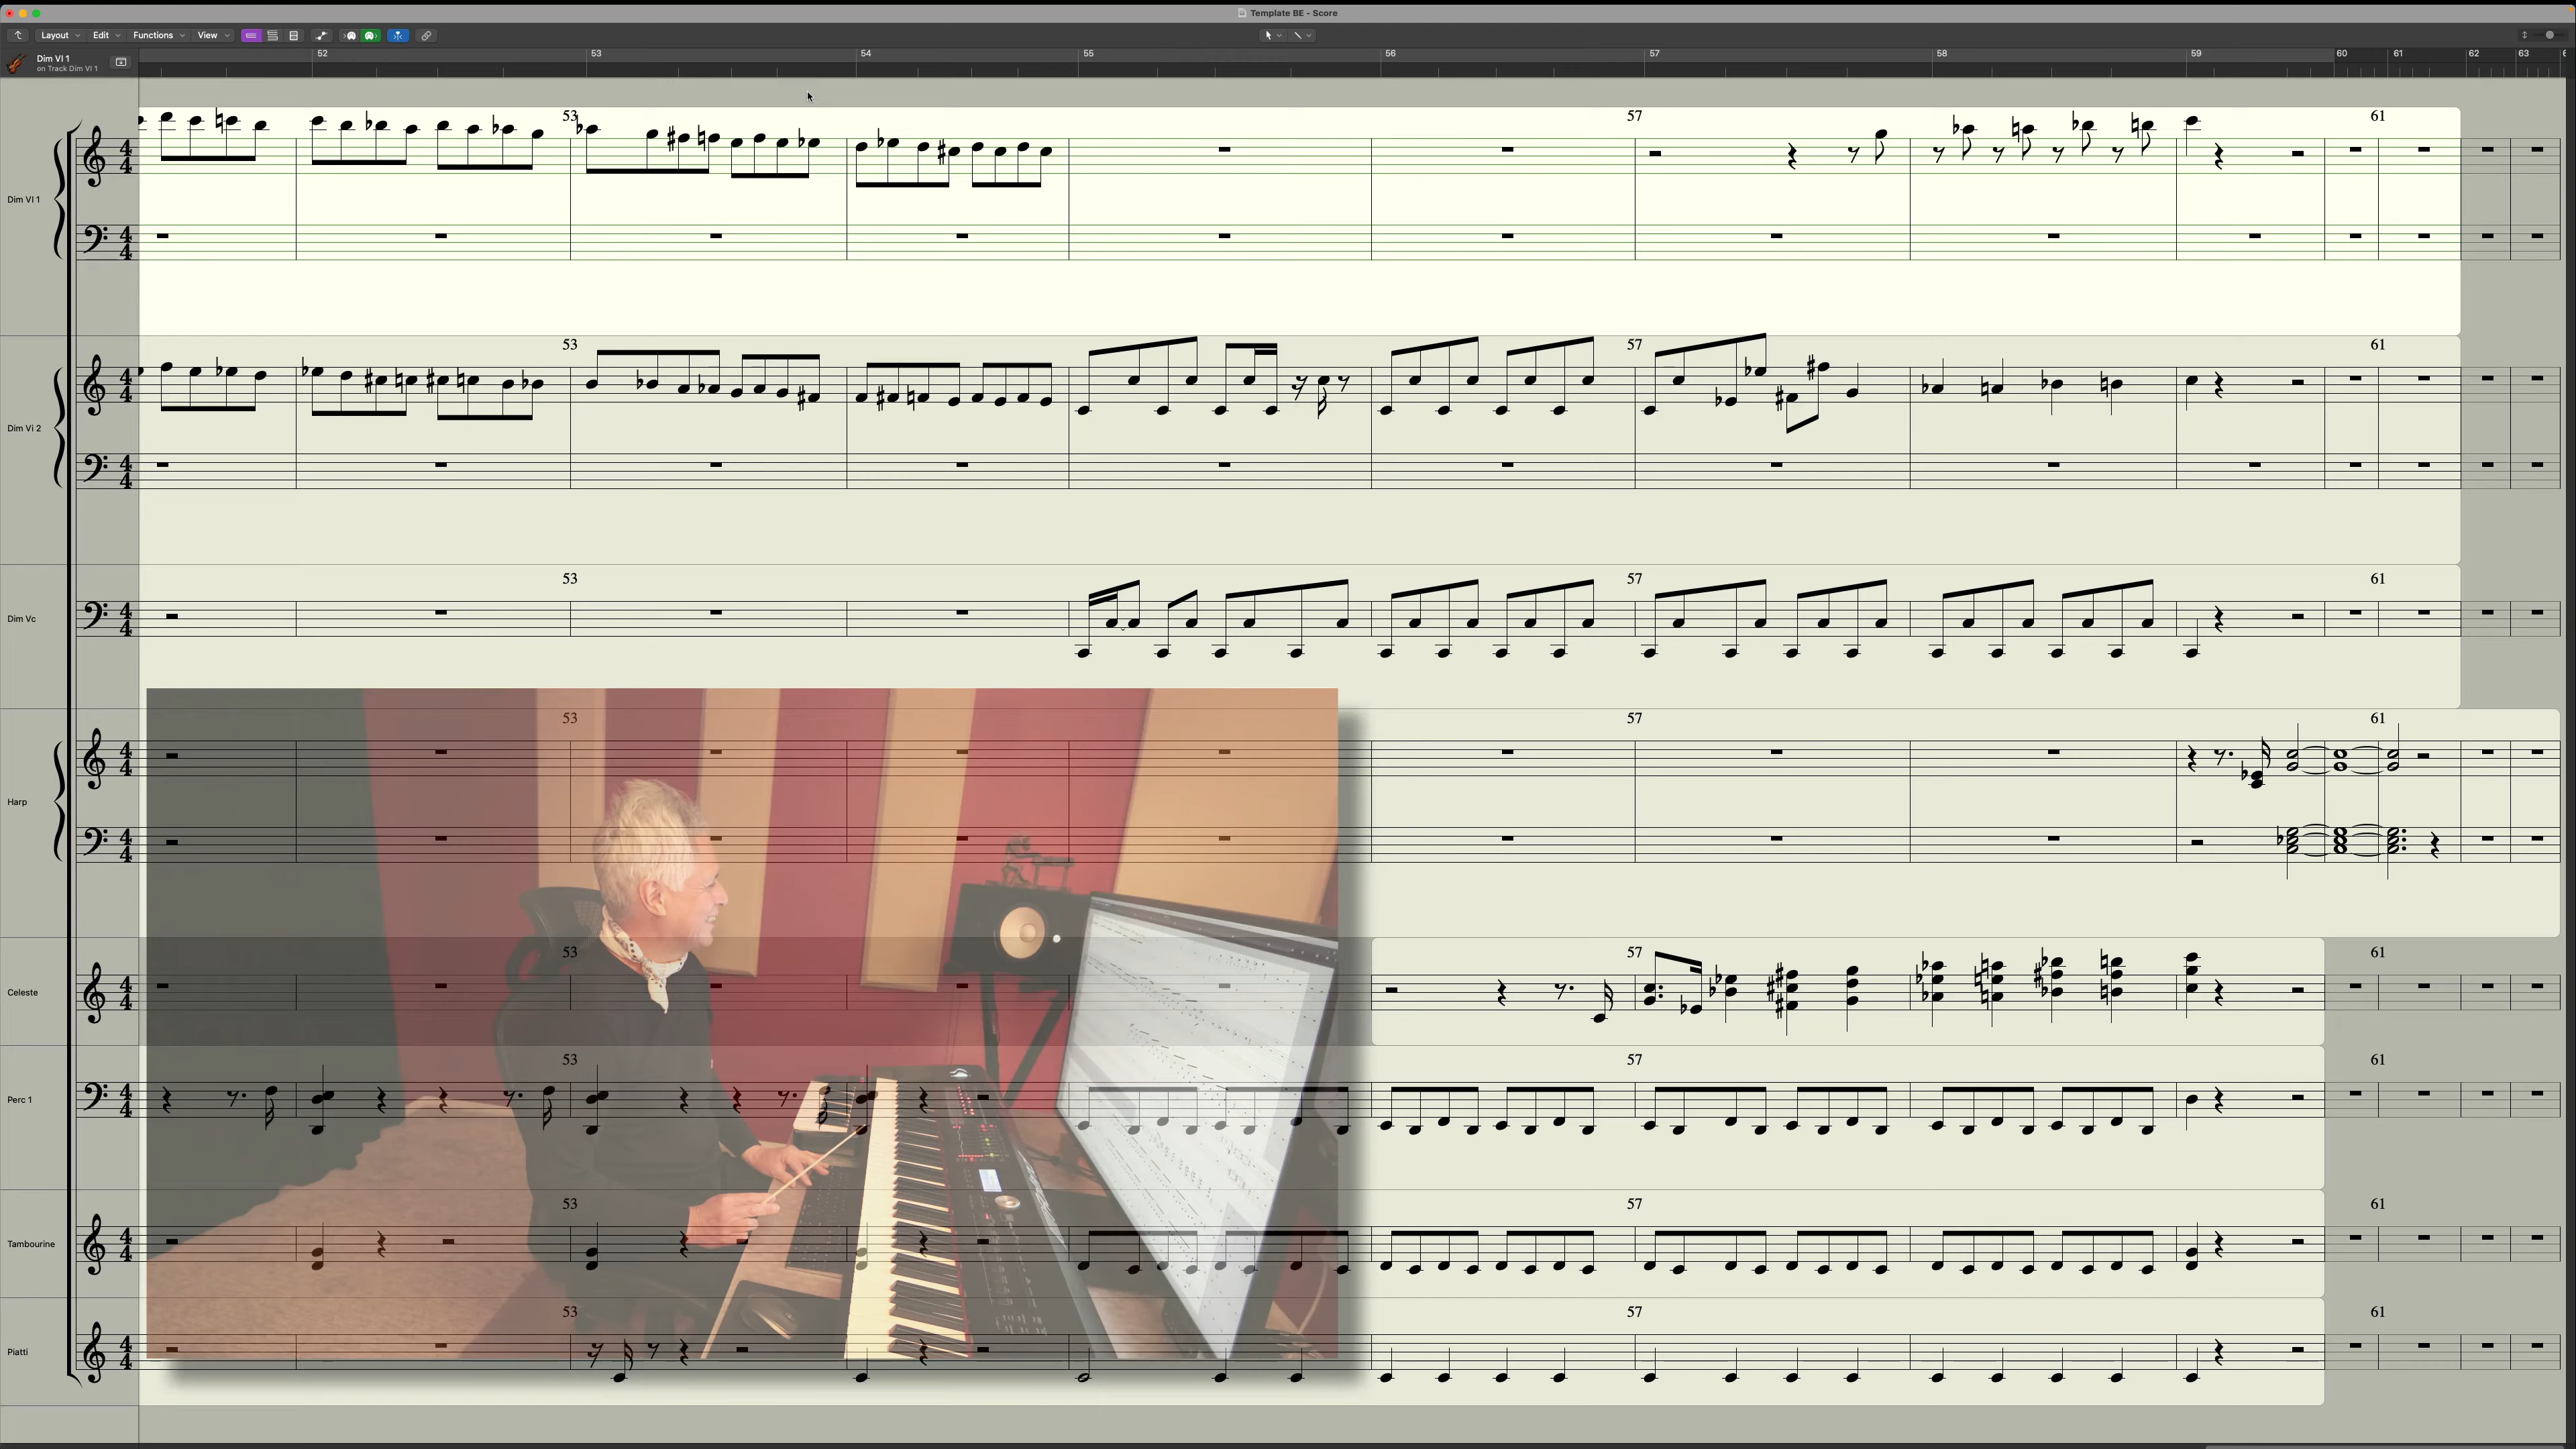 Template BE - Score
Layout Edit Functions View
Dim Vl 1
on Track Dim Vl 1
52 53 54 55 56 57 58 59 60 61 62 63
53 57 61
Dim Vl 1
53 57 61
Dim Vi 2
53 57 61
Dim Vc
53 57 61
Harp
53 57 61
Celeste
53 57 61
Perc 1
53 57 61
Tambourine
53 57 61
Piatti